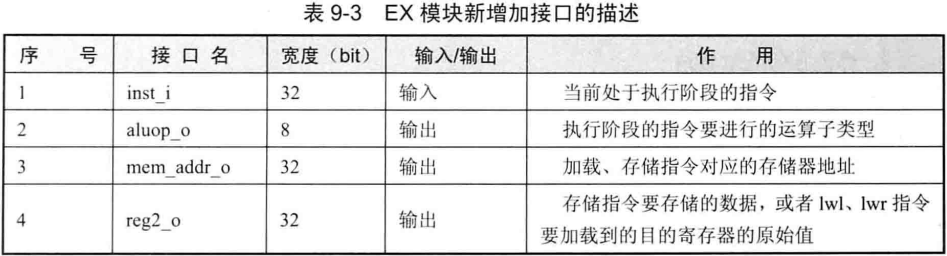 表 9-3 EX 模块新增加接口的描述
序 号 接 口 名 宽度（bit） 输入/输出 作 用
1 inst_i 32 输入 当前处于执行阶段的指令
2 aluop_o 8 输出 执行阶段的指令要进行的运算子类型
3 mem_addr_o 32 输出 加载、存储指令对应的存储器地址
4 reg2_o 32 输出 存储指令要存储的数据，或者 lwl、lwr 指令
要加载到的目的寄存器的原始值